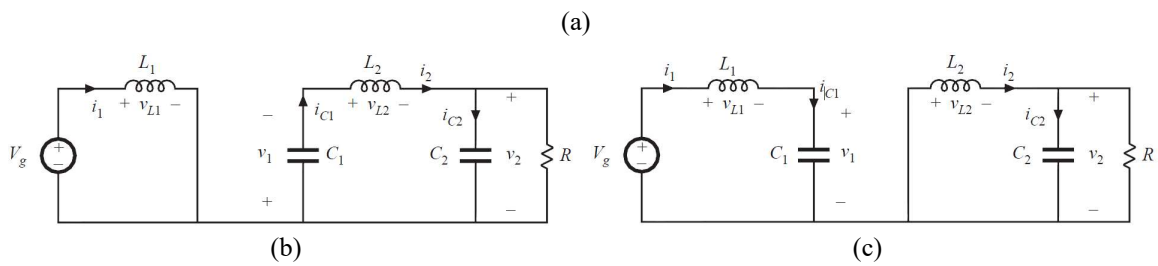 (a)
L1
i1
+ vL1 −
Vg
+
−
− v1 +
iC1
C1
L2
+ vL2 −
i2
iC2
C2
+ v2 −
R
(b)
i1
L1
+ vL1 −
iC1
Vg
+
−
C1
+ v1 −
L2
+ vL2 −
i2
iC2
C2
+ v2 −
R
(c)